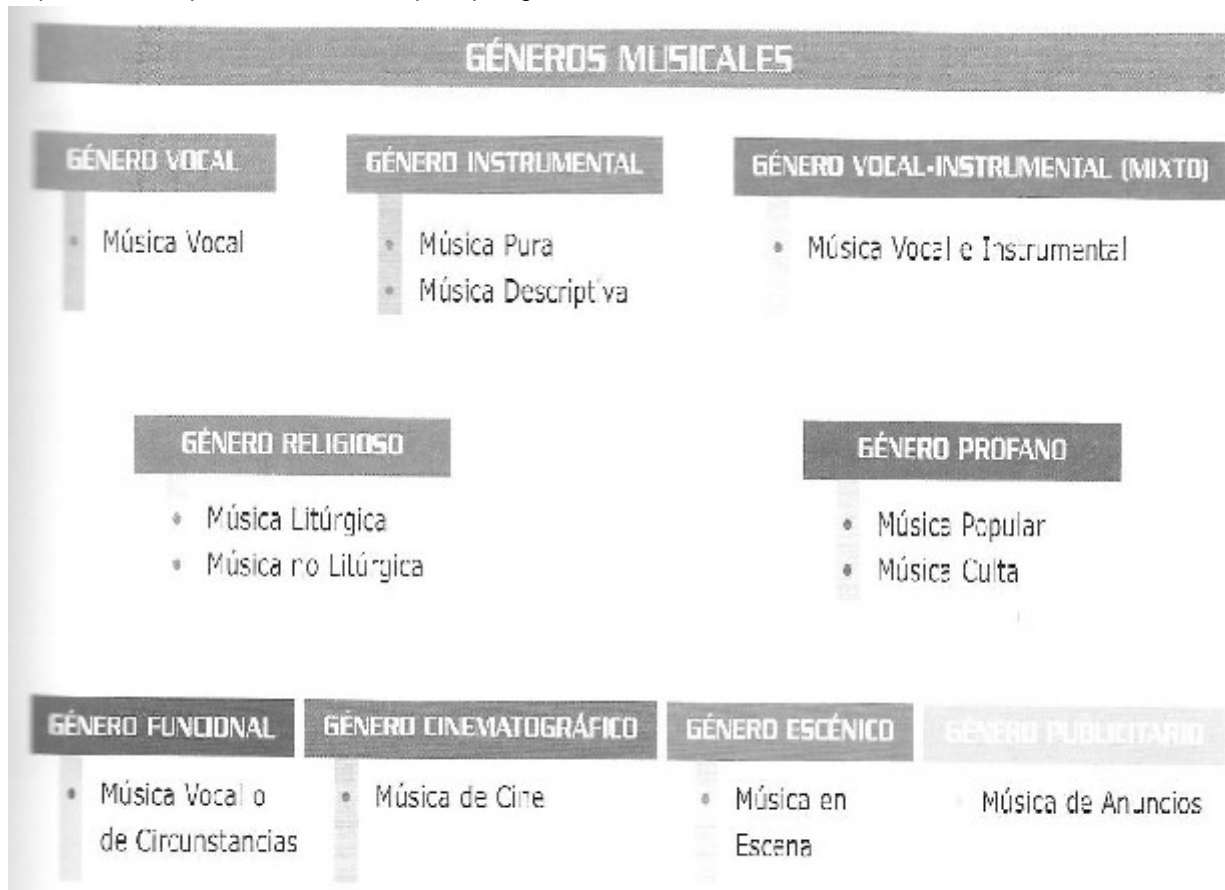 GÉNEROS MUSICALES
GÉNERO VOCAL
GÉNERO INSTRUMENTAL
GÉNERO VOCAL-INSTRUMENTAL (MIXTO)
• Música Vocal
• Música Pura
• Música Descriptiva
• Música Vocal e Instrumental
GÉNERO RELIGIOSO
GÉNERO PROFANO
• Música Litúrgica
• Música no Litúrgica
• Música Popular
• Música Culta
GÉNERO FUNCIONAL
GÉNERO CINEMATOGRÁFICO
GÉNERO ESCÉNICO
GÉNERO PUBLICITARIO
• Música Vocal o
de Circunstancias
• Música de Cine
• Música en
Escena
• Música de Anuncios